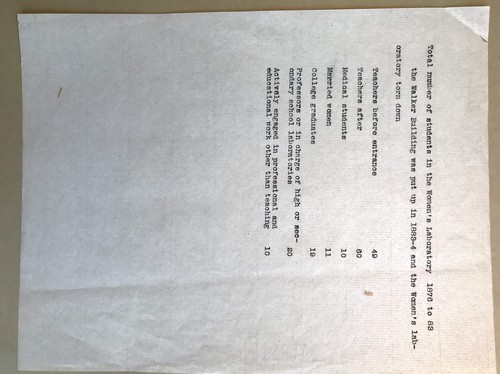 Total number of students in the Women's Laboratory 1876 to 83
the Walker Building was put up in 1883-4 and the Women's lab-
oratory torn down
Teachers before entrance 49
Teachers after 60
Medical students 10
Married women 11
College graduates 19
Professors or in charge of high or sec-
ondary school laboratories 20
Actively engaged in professional and
educational work other than teaching 10